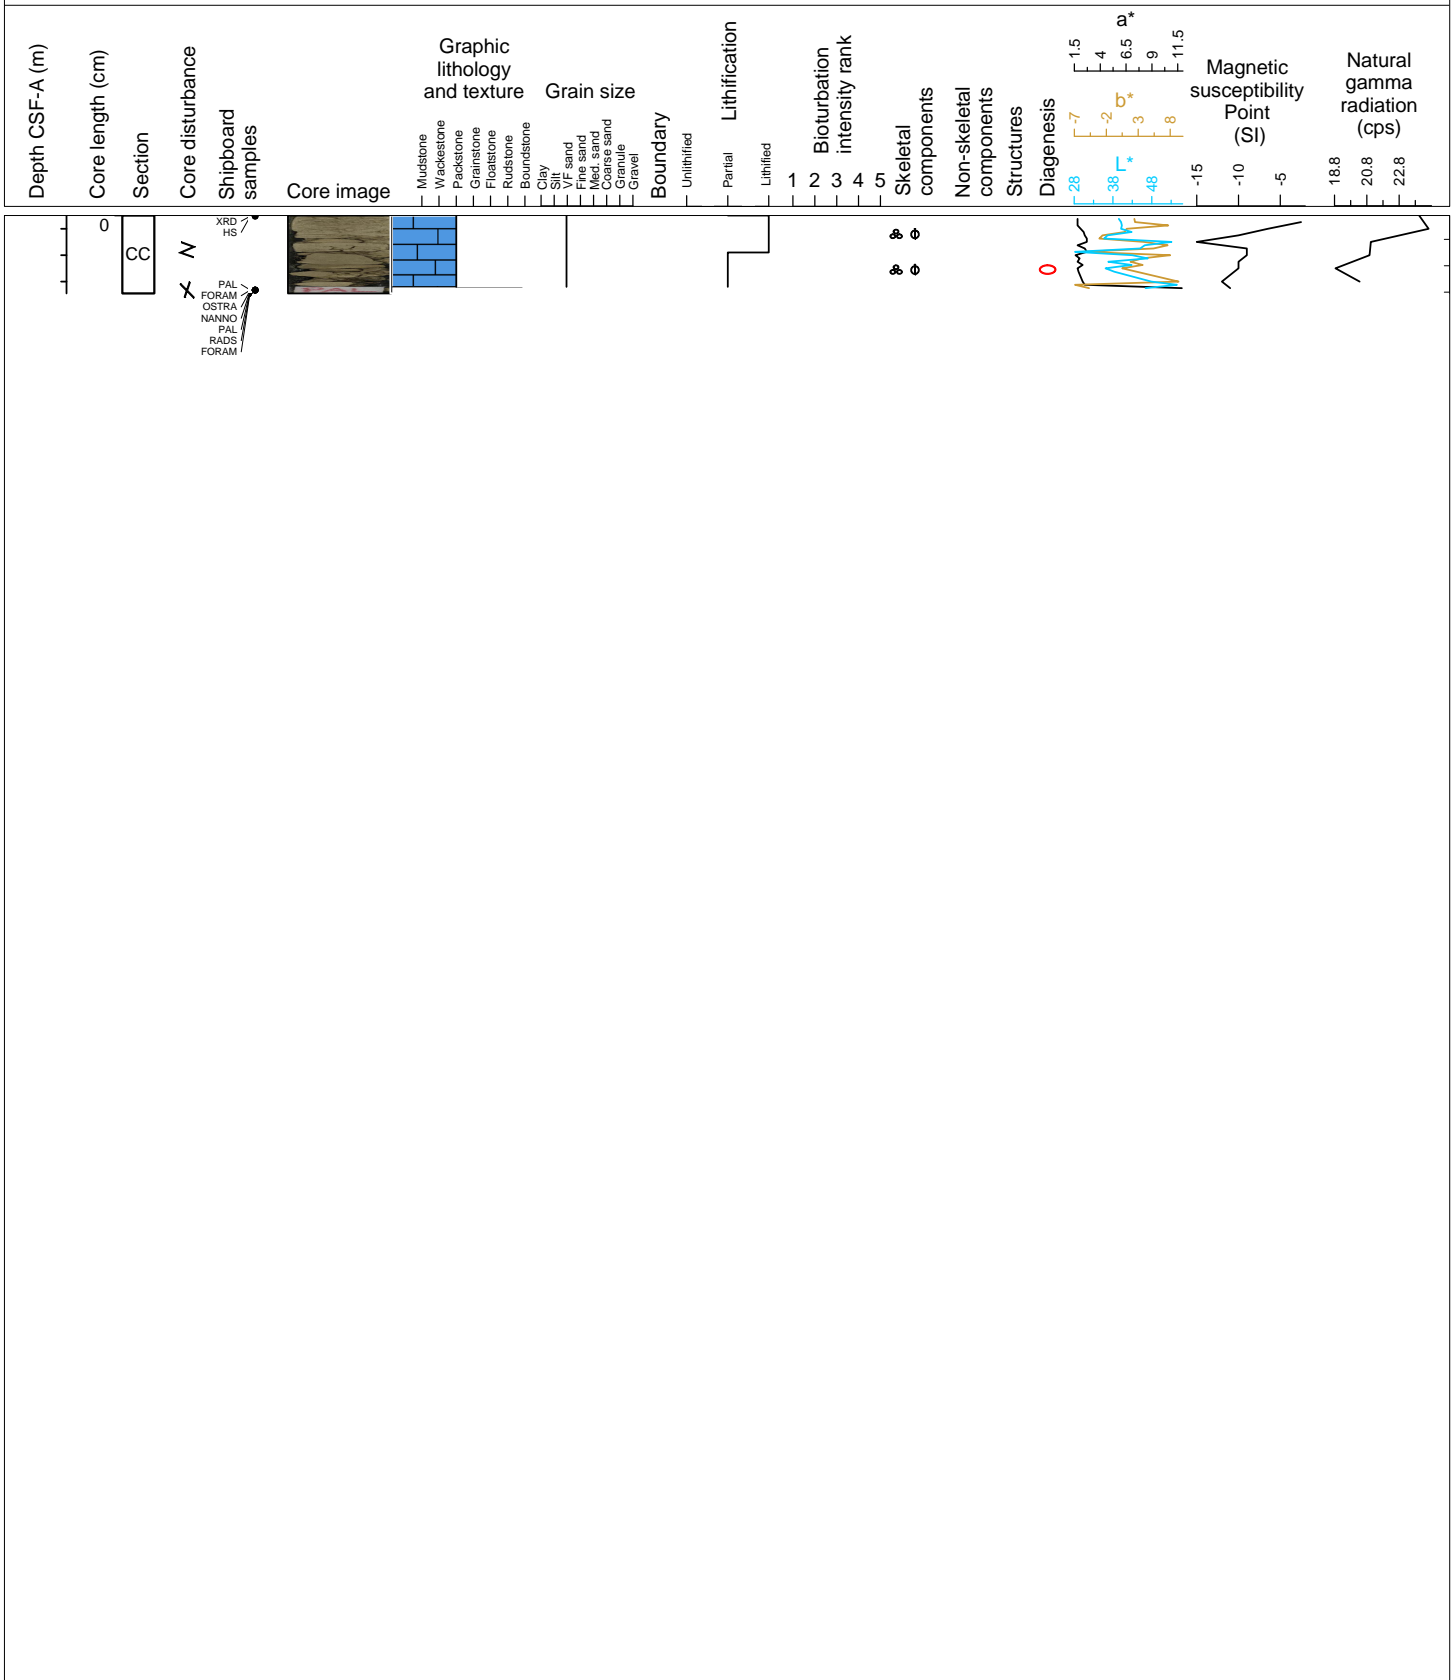 Depth CSF-A (m)
Core length (cm)
Section
Core disturbance
Shipboard
samples
Core image
Graphic
lithology
and texture
Mudstone
Wackestone
Packstone
Grainstone
Floatstone
Rudstone
Boundstone
Grain size
Clay
Silt
VF sand
Fine sand
Med. sand
Coarse sand
Granule
Gravel
Boundary
Lithification
Unlithified
Partial
Lithified
Bioturbation
intensity rank
1 2 3 4 5
Skeletal
components
Non-skeletal
components
Structures
Diagenesis
a*
1.5 4 6.5 9 11.5
b*
-7 -2 3 8
L*
28 38 48
Magnetic
susceptibility
Point
(SI)
-15 -10 -5
Natural
gamma
radiation
(cps)
18.8 20.8 22.8
0
CC
XRD
HS
PAL
FORAM
OSTRA
NANNO
PAL
RADS
FORAM
PAL